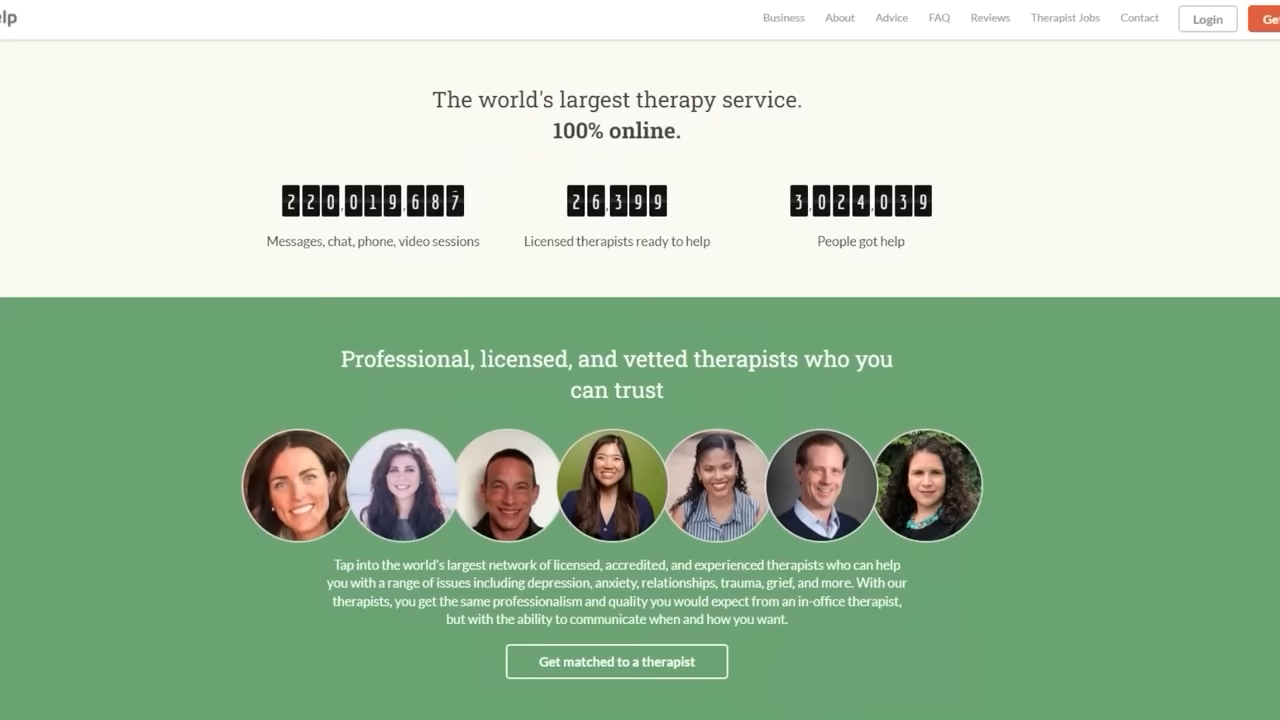 elp
Business About Advice FAQ Reviews Therapist Jobs Contact Login Ge
The world's largest therapy service.
100% online.
220,019,687 26,399 3,024,039
Messages, chat, phone, video sessions Licensed therapists ready to help People got help
Professional, licensed, and vetted therapists who you
can trust
Tap into the world's largest network of licensed, accredited, and experienced therapists who can help
you with a range of issues including depression, anxiety, relationships, trauma, grief, and more. With our
therapists, you get the same professionalism and quality you would expect from an in-office therapist,
but with the ability to communicate when and how you want.
Get matched to a therapist